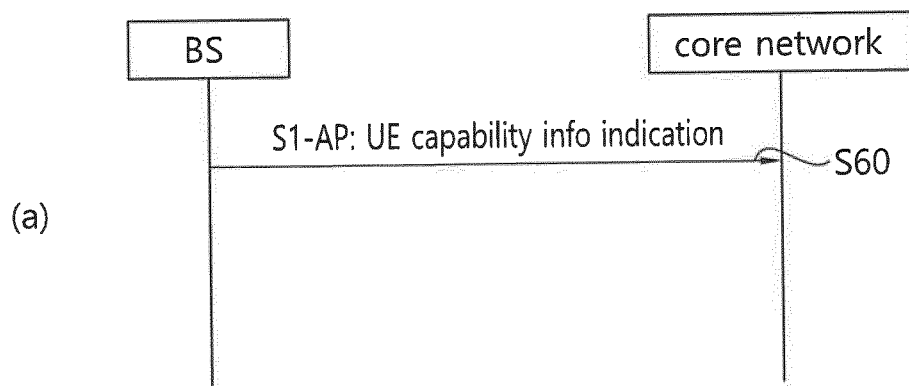 BS
core network
S1-AP: UE capability info indication
S60
(a)